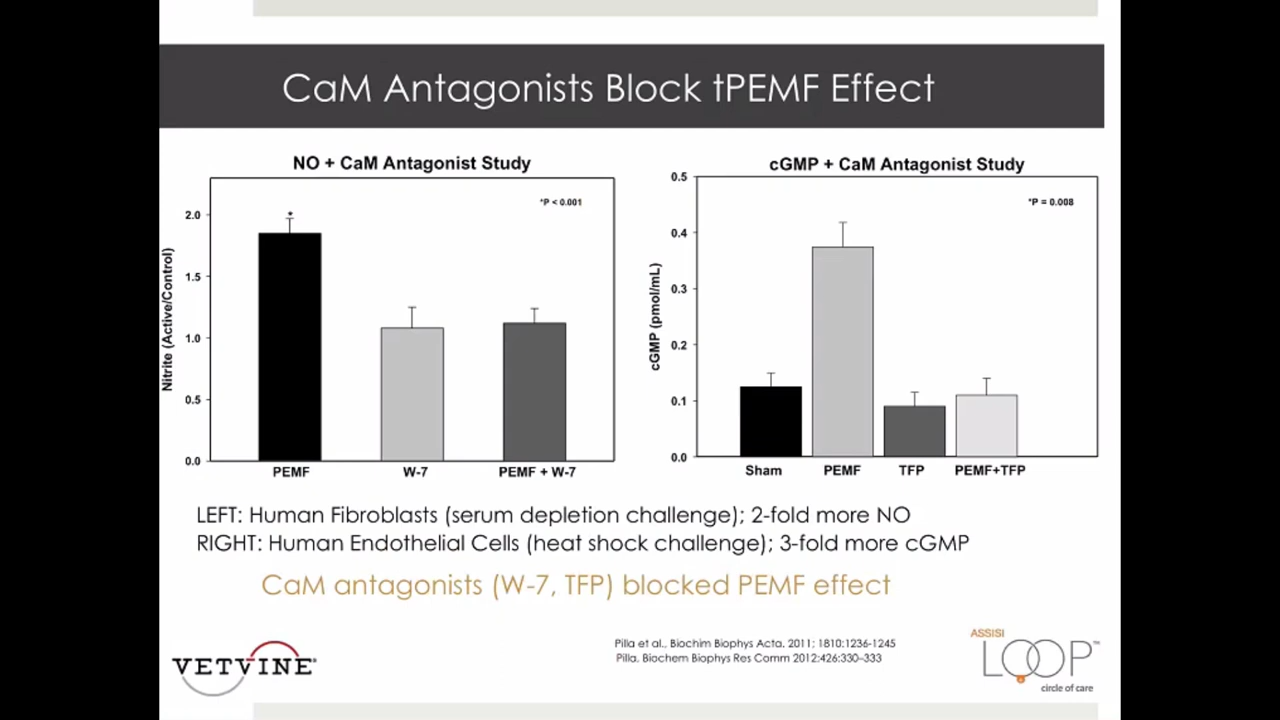 CaM Antagonists Block tPEMF Effect
NO + CaM Antagonist Study
*P < 0.001
Nitrite (Active/Control)
2.0
1.5
1.0
0.5
0.0
*
PEMF
W-7
PEMF + W-7
cGMP + CaM Antagonist Study
*P = 0.008
cGMP (pmol/mL)
0.5
0.4
0.3
0.2
0.1
0.0
Sham
PEMF
TFP
PEMF+TFP
LEFT: Human Fibroblasts (serum depletion challenge); 2-fold more NO
RIGHT: Human Endothelial Cells (heat shock challenge); 3-fold more cGMP
CaM antagonists (W-7, TFP) blocked PEMF effect
Pilla et al., Biochim Biophys Acta. 2011; 1810:1236-1245
Pilla, Biochem Biophys Res Comm 2012:426:330–333
VETVINE®
ASSISI
LOOP™
circle of care